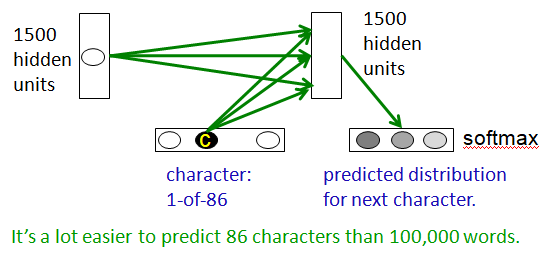 1500
hidden
units
1500
hidden
units
C
softmax
character:
1-of-86
predicted distribution
for next character.
It's a lot easier to predict 86 characters than 100,000 words.